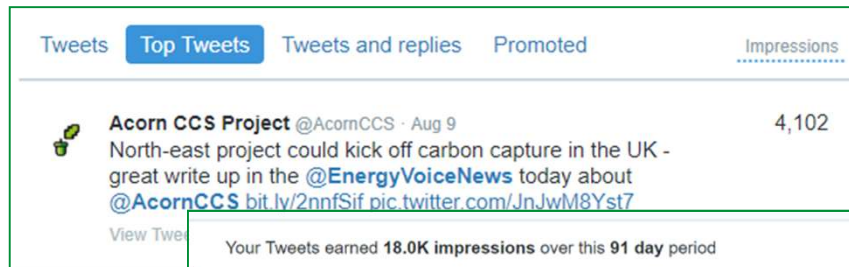 Tweets Top Tweets Tweets and replies Promoted Impressions
Acorn CCS Project @AcornCCS · Aug 9 4,102
North-east project could kick off carbon capture in the UK -
great write up in the @EnergyVoiceNews today about
@AcornCCS bit.ly/2nnfSif pic.twitter.com/JnJwM8Yst7
View Twee
Your Tweets earned 18.0K impressions over this 91 day period